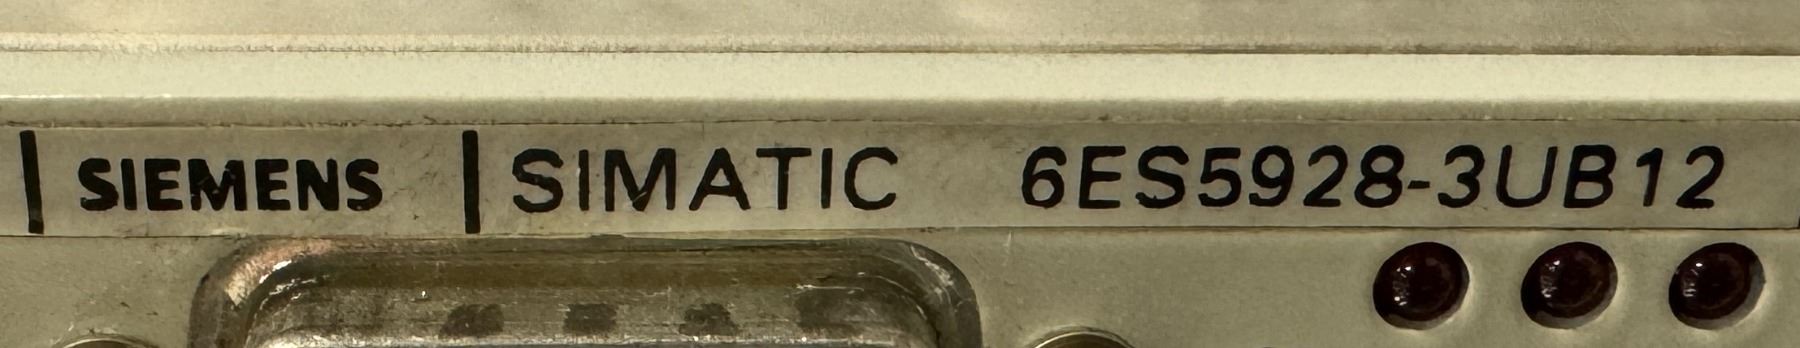 SIEMENS SIMATIC 6ES5928-3UB12